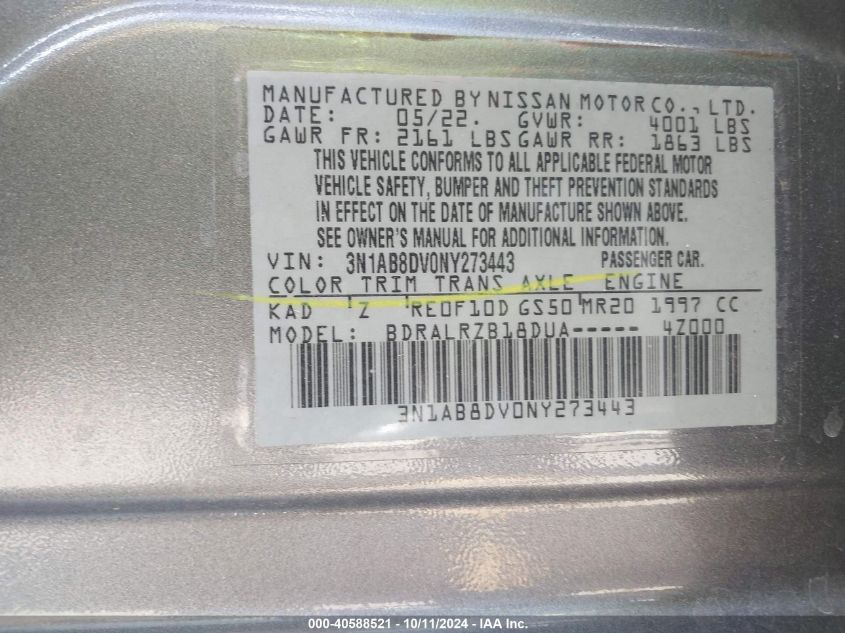 MANUFACTURED BY NISSAN MOTOR CO., LTD.
DATE: 05/22. GVWR: 4001 LBS
GAWR FR: 2161 LBS GAWR RR: 1863 LBS
THIS VEHICLE CONFORMS TO ALL APPLICABLE FEDERAL MOTOR
VEHICLE SAFETY, BUMPER AND THEFT PREVENTION STANDARDS
IN EFFECT ON THE DATE OF MANUFACTURE SHOWN ABOVE.
SEE OWNER'S MANUAL FOR ADDITIONAL INFORMATION.
VIN: 3N1AB8DV0NY273443 PASSENGER CAR.
COLOR TRIM TRANS AXLE ENGINE
KAD Z RE0F10D GS50 MR20 1997 CC
MODEL: BDRALRZB18DUA----- 4Z000
3N1AB8DV0NY273443
000-40588521 - 10/11/2024 - IAA Inc.